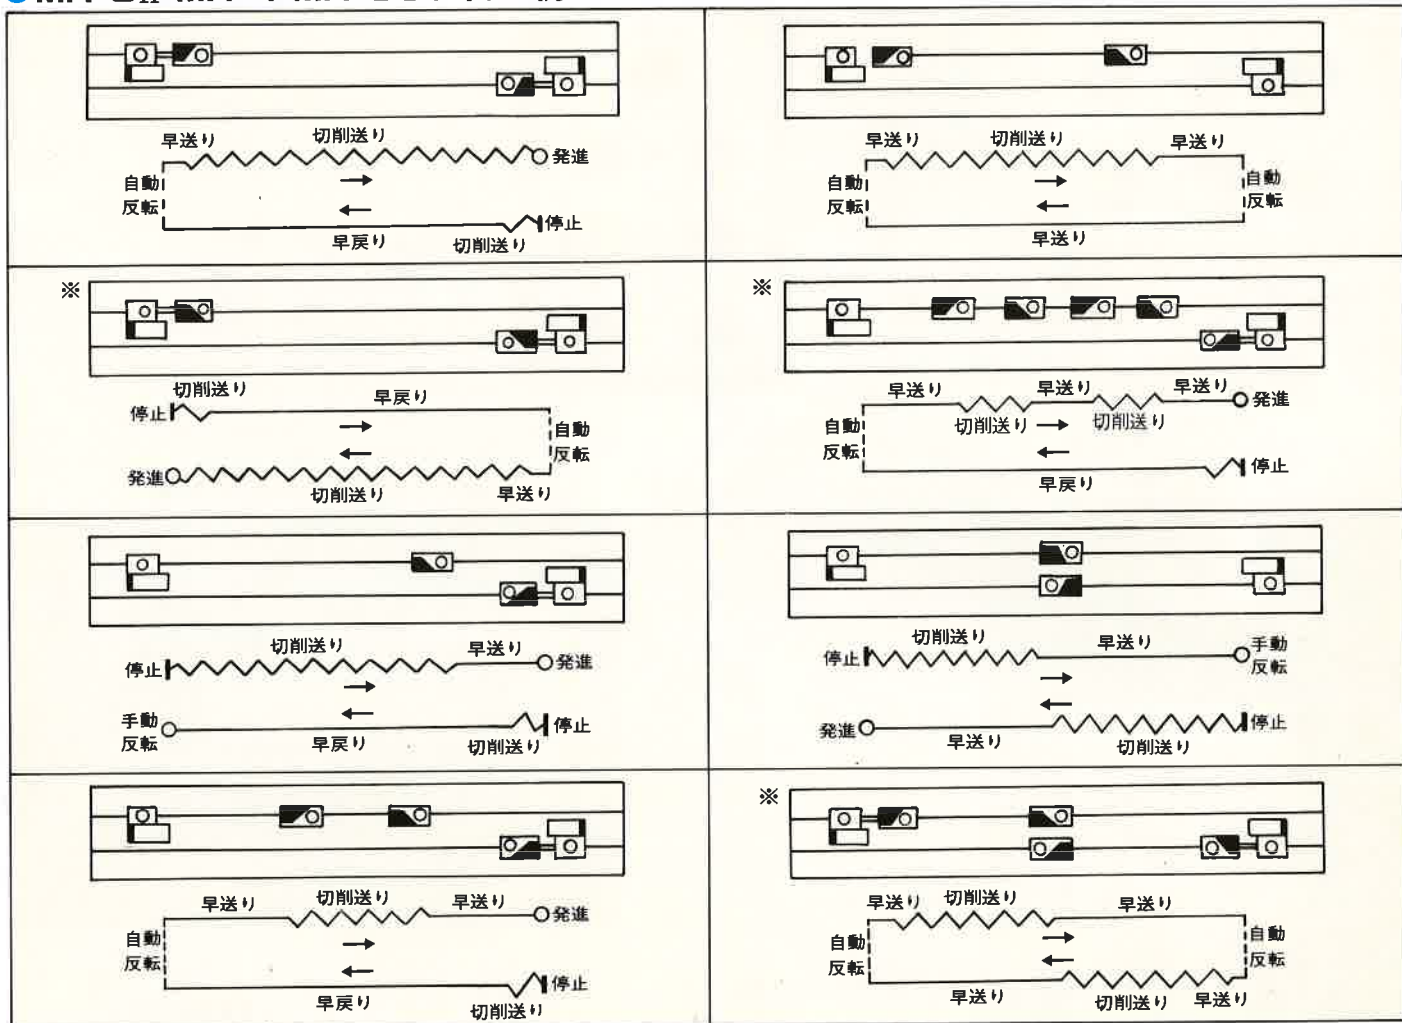 早送り 切削送り 発進
自動
反転
早戻り 切削送り 停止
早送り 切削送り 早送り
自動
反転
自動
反転
早送り
※
切削送り
停止 早戻り
自動
反転
発進 切削送り 早送り
※
早送り 早送り 早送り 発進
切削送り 切削送り
自動
反転
早戻り 停止
切削送り 早送り
停止 発進
手動
反転
早戻り 切削送り 停止
切削送り 早送り
停止 手動
反転
発進 早送り 切削送り 停止
早送り 切削送り 早送り 発進
自動
反転
早戻り 切削送り 停止
※
早送り 切削送り 早送り
自動
反転
自動
反転
早送り 切削送り 早送り